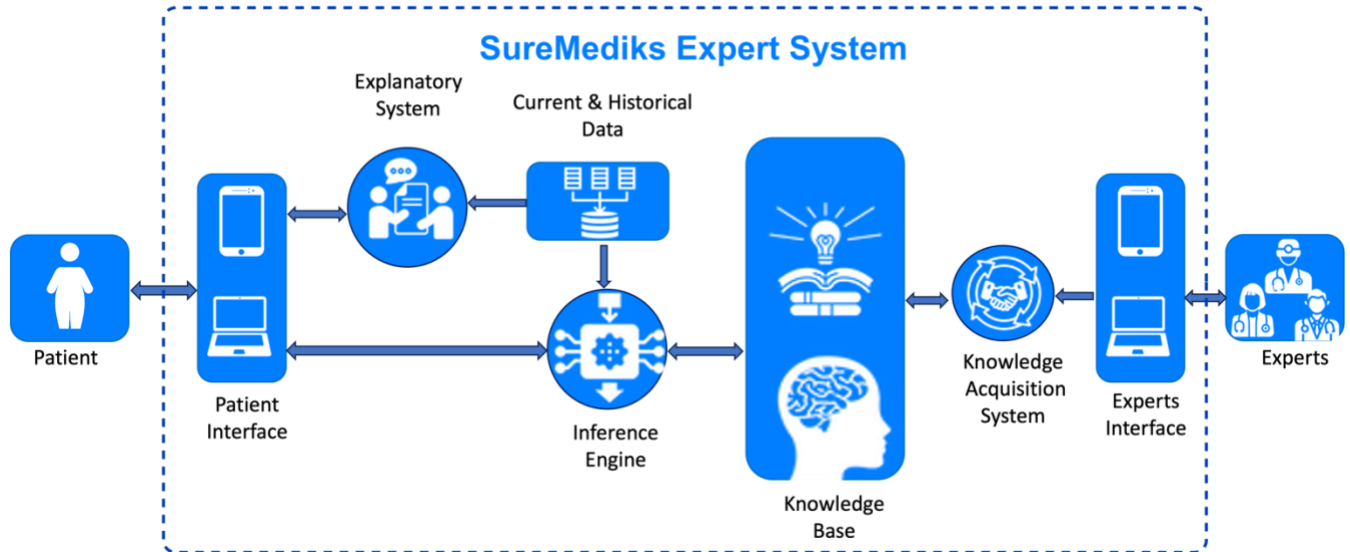 SureMediks Expert System
Explanatory
System
Current & Historical
Data
Patient
Patient
Interface
Inference
Engine
Knowledge
Base
Knowledge
Acquisition
System
Experts
Interface
Experts